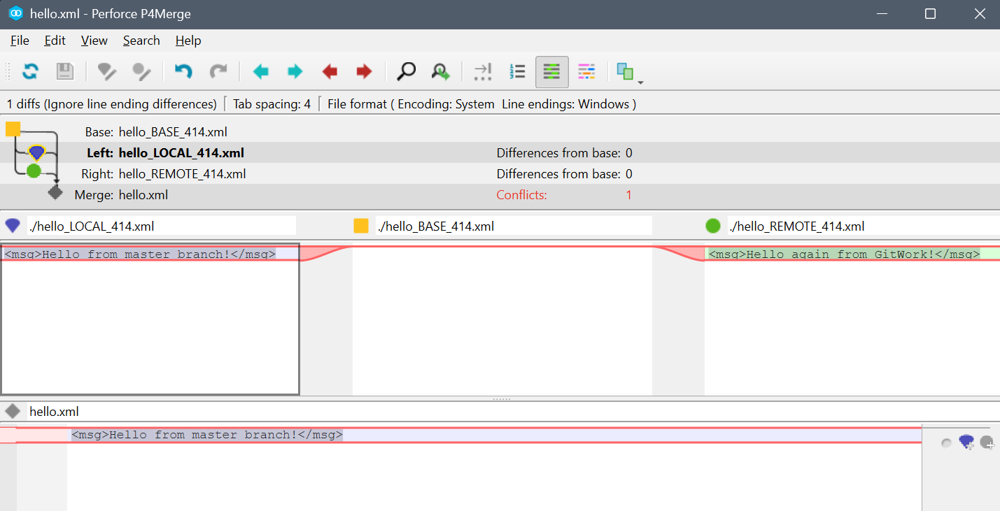 hello.xml - Perforce P4Merge
File Edit View Search Help
1 diffs (Ignore line ending differences) Tab spacing: 4 File format ( Encoding: System Line endings: Windows )
Base: hello_BASE_414.xml
Left: hello_LOCAL_414.xml Differences from base: 0
Right: hello_REMOTE_414.xml Differences from base: 0
Merge: hello.xml Conflicts: 1
./hello_LOCAL_414.xml ./hello_BASE_414.xml ./hello_REMOTE_414.xml
<msg>Hello from master branch!</msg> <msg>Hello again from GitWork!</msg>
hello.xml
<msg>Hello from master branch!</msg>